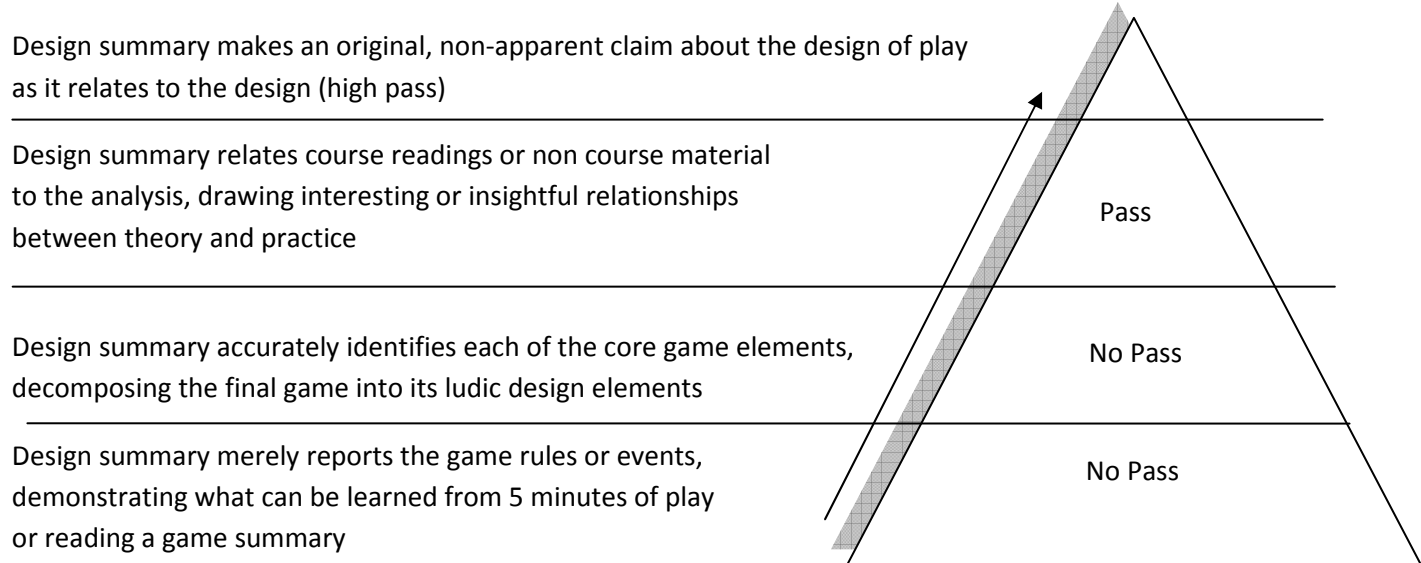 Design summary makes an original, non-apparent claim about the design of play
as it relates to the design (high pass)
Design summary relates course readings or non course material
to the analysis, drawing interesting or insightful relationships
between theory and practice
Pass
Design summary accurately identifies each of the core game elements,
decomposing the final game into its ludic design elements
No Pass
Design summary merely reports the game rules or events,
demonstrating what can be learned from 5 minutes of play
or reading a game summary
No Pass